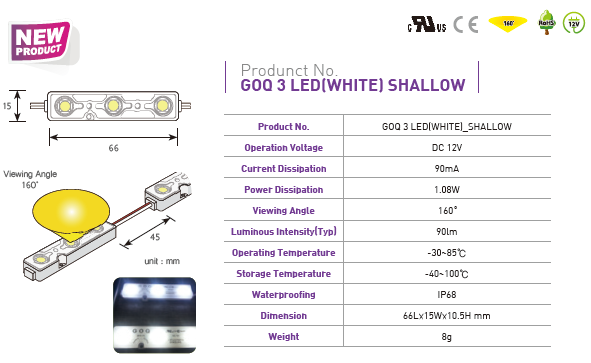 NEW
PRODUCT
c RU US CE 160˚ RoHS 12V
Produnct No.
GOQ 3 LED(WHITE) SHALLOW
15
66
Viewing Angle
160˚
45
unit : mm
Product No. GOQ 3 LED(WHITE)_SHALLOW
Operation Voltage DC 12V
Current Dissipation 90mA
Power Dissipation 1.08W
Viewing Angle 160˚
Luminous Intensity(Typ) 90lm
Operating Temperature -30~85℃
Storage Temperature -40~100℃
Waterproofing IP68
Dimension 66Lx15Wx10.5H mm
Weight 8g